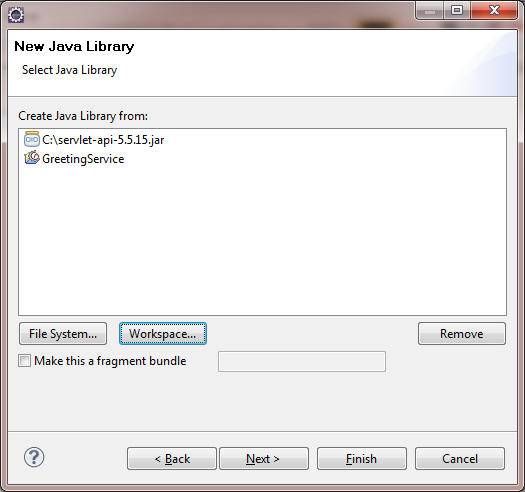 New Java Library
Select Java Library
Create Java Library from:
C:\servlet-api-5.5.15.jar
GreetingService
File System... Workspace... Remove
Make this a fragment bundle
? < Back Next > Finish Cancel